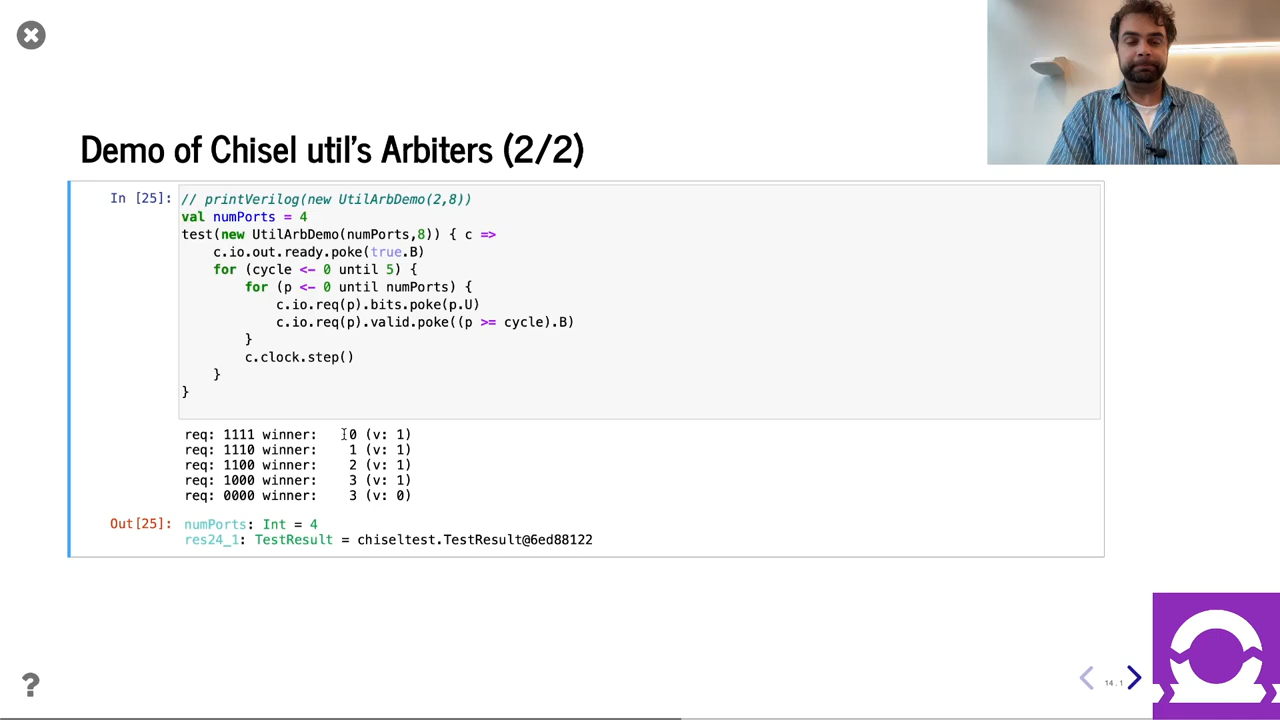 Demo of Chisel util's Arbiters (2/2)
In [25]:
// printVerilog(new UtilArbDemo(2,8))
val numPorts = 4
test(new UtilArbDemo(numPorts,8)) { c =>
    c.io.out.ready.poke(true.B)
    for (cycle <- 0 until 5) {
        for (p <- 0 until numPorts) {
            c.io.req(p).bits.poke(p.U)
            c.io.req(p).valid.poke((p >= cycle).B)
        }
        c.clock.step()
    }
}
req: 1111 winner:    0 (v: 1)
req: 1110 winner:    1 (v: 1)
req: 1100 winner:    2 (v: 1)
req: 1000 winner:    3 (v: 1)
req: 0000 winner:    3 (v: 0)
Out[25]:
numPorts: Int = 4
res24_1: TestResult = chiseltest.TestResult@6ed88122
?
14.1